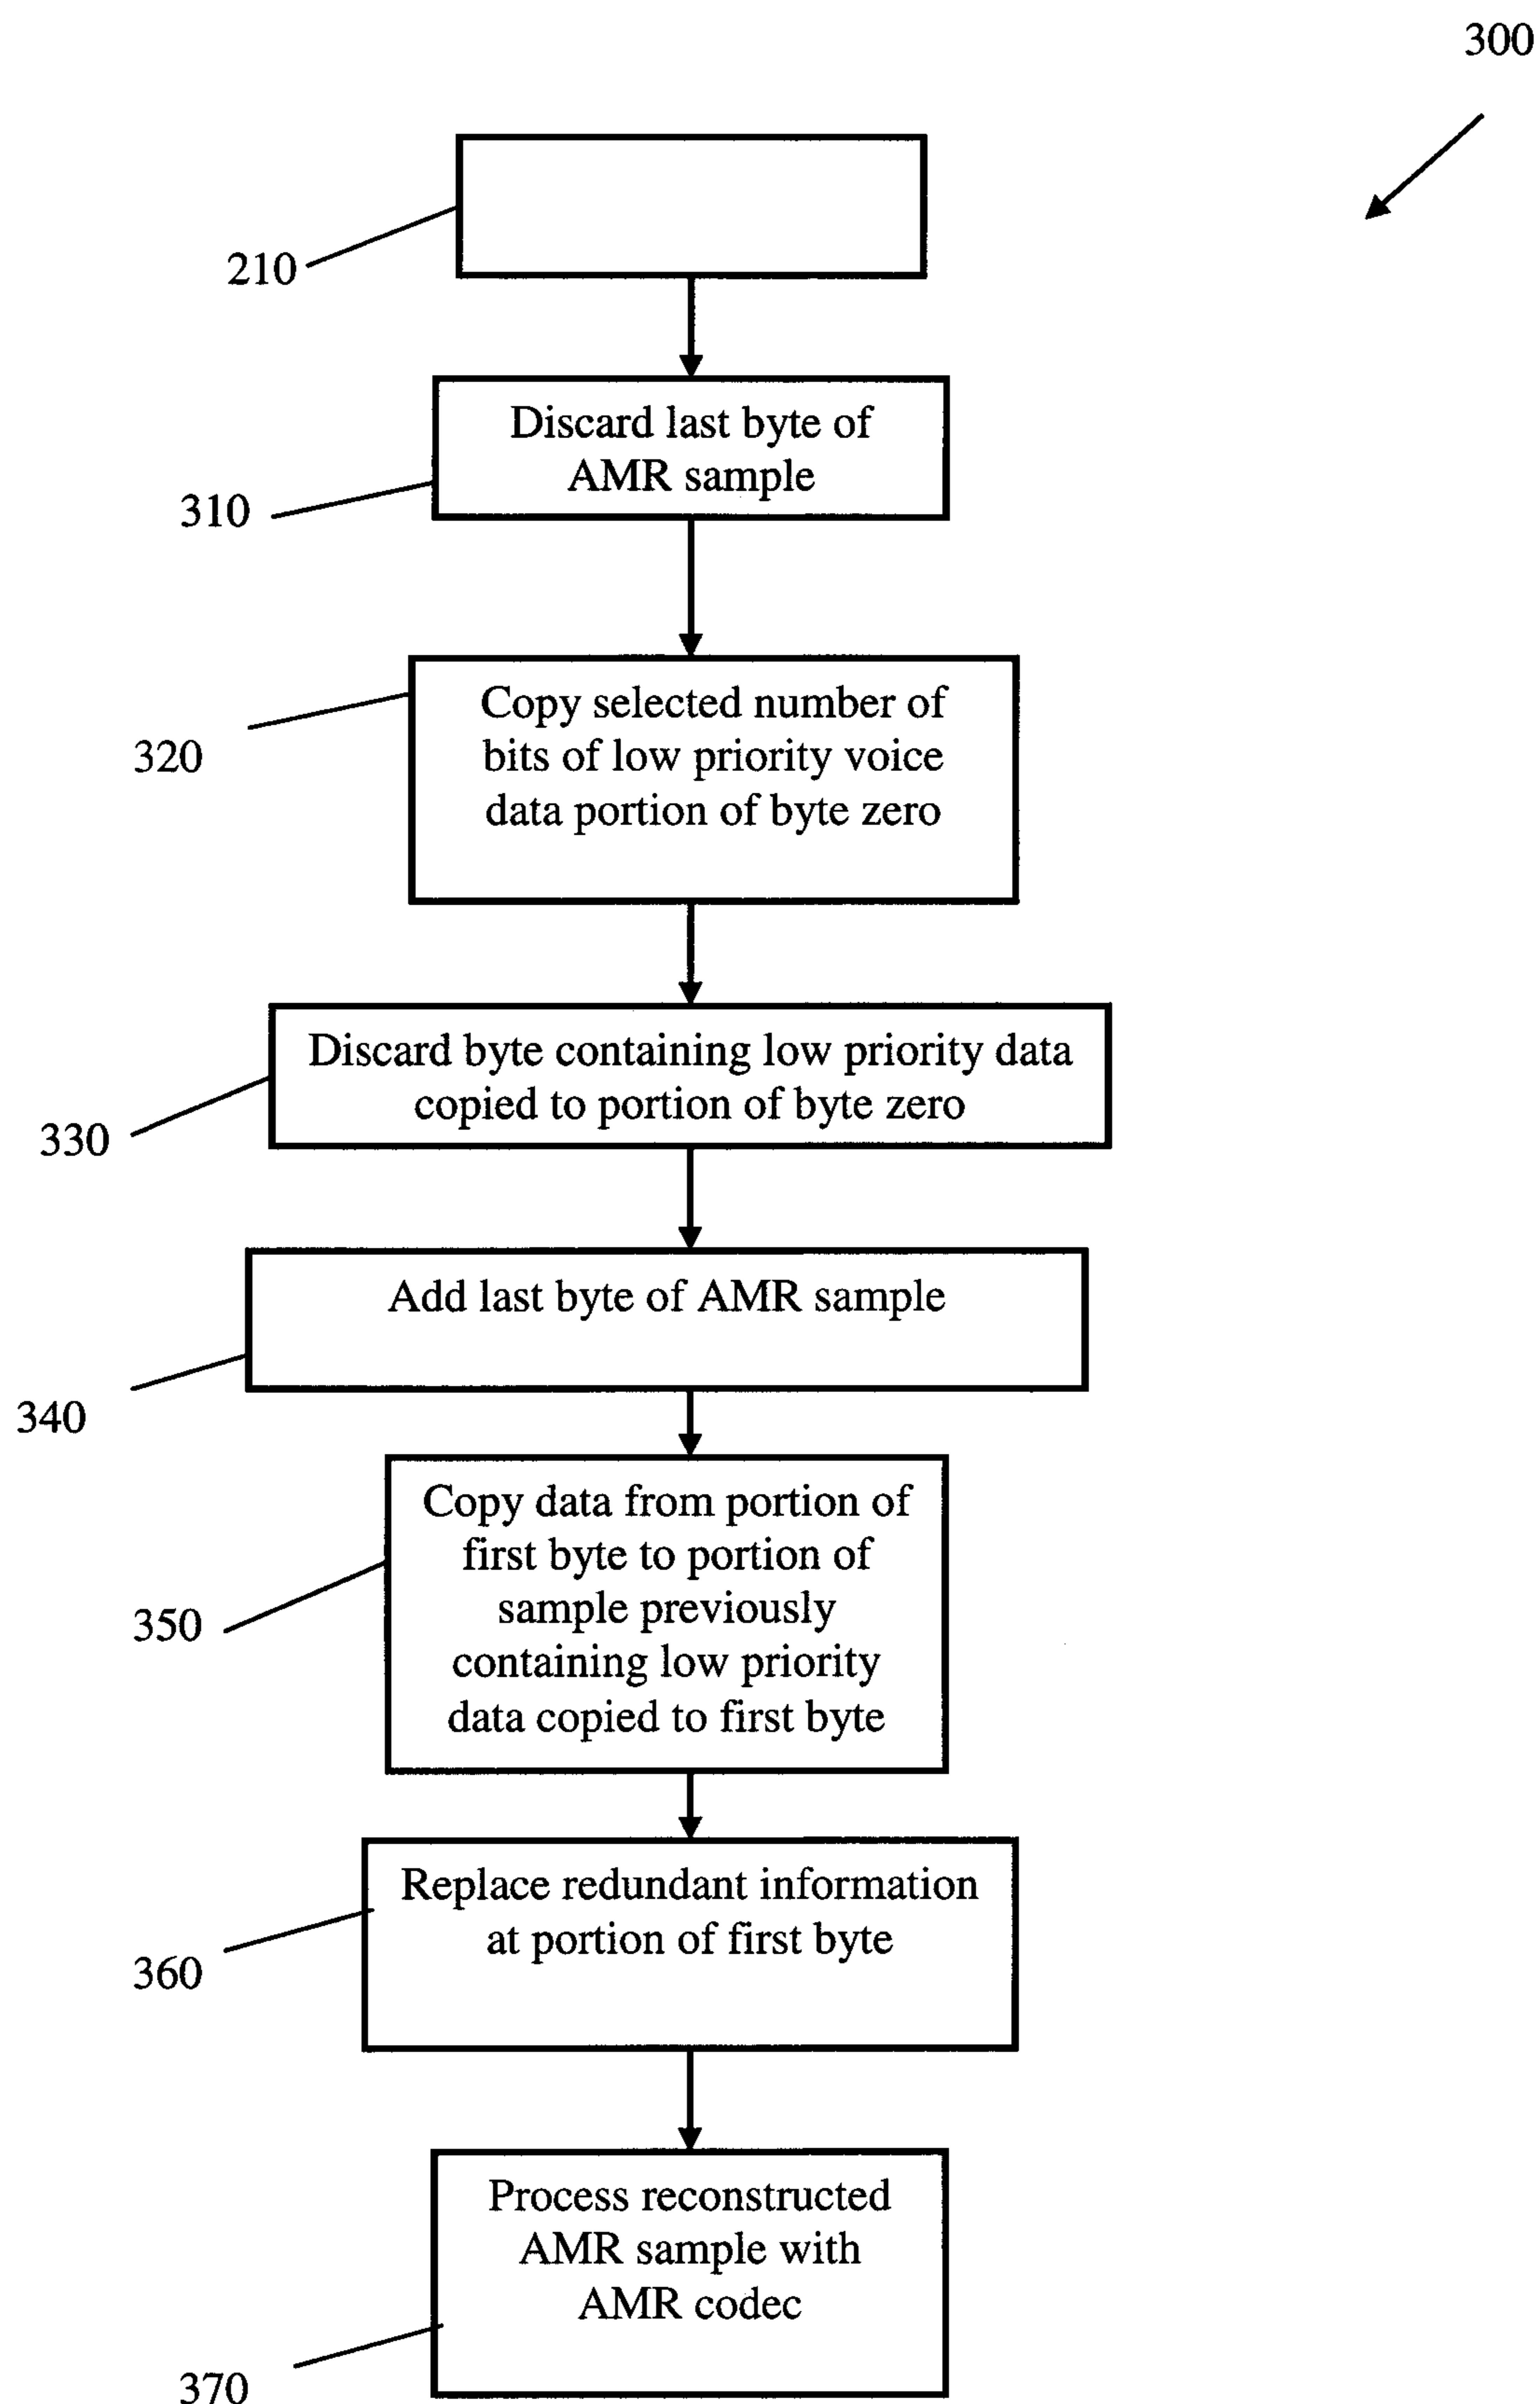 300
210
Discard last byte of
AMR sample
310
Copy selected number of
bits of low priority voice
data portion of byte zero
320
Discard byte containing low priority data
copied to portion of byte zero
330
Add last byte of AMR sample
340
Copy data from portion of
first byte to portion of
sample previously
containing low priority
data copied to first byte
350
Replace redundant information
at portion of first byte
360
Process reconstructed
AMR sample with
AMR codec
370